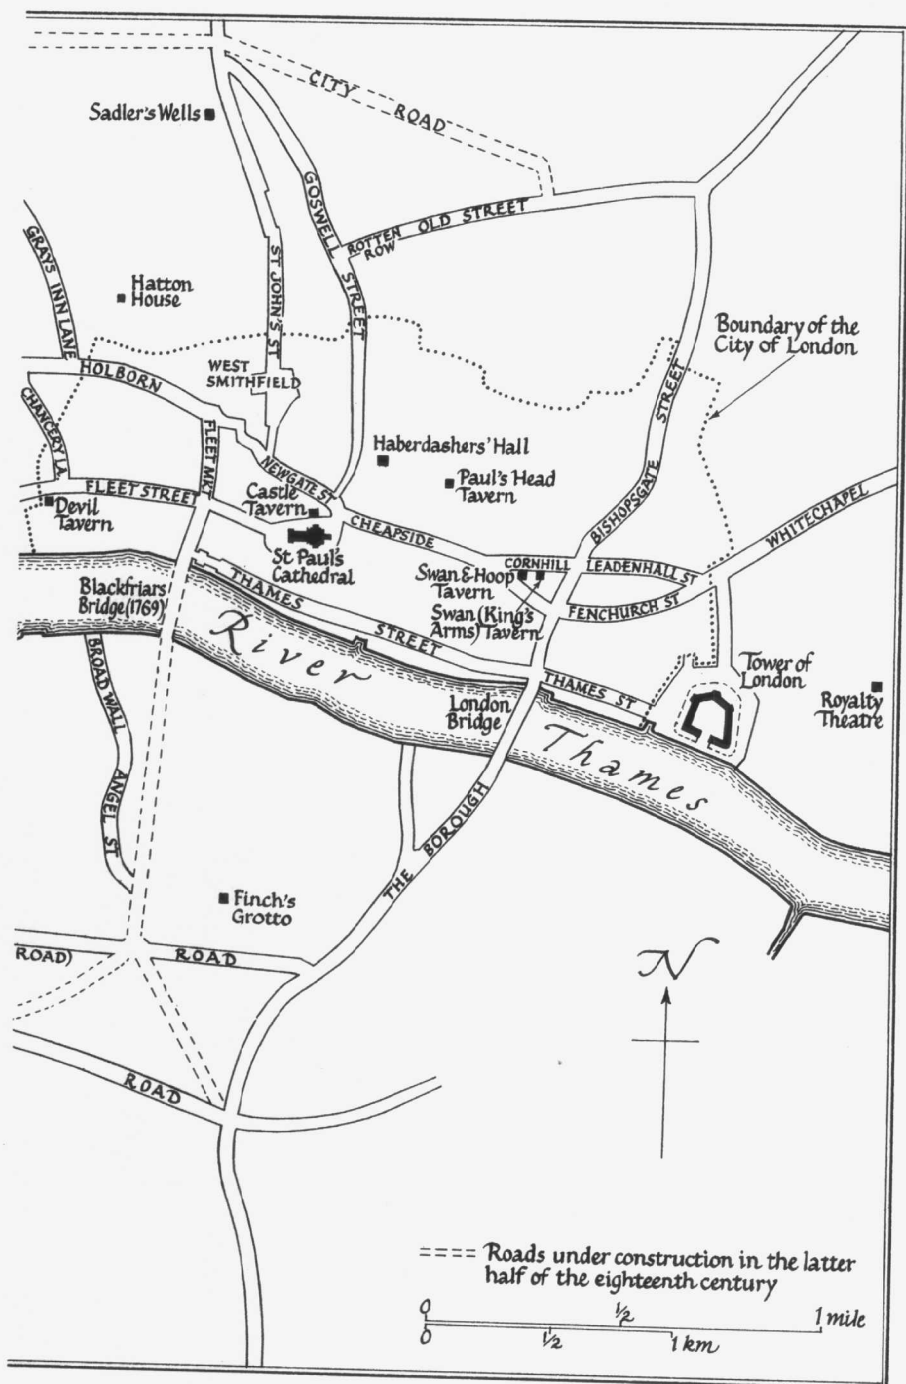 CITY ROAD
Sadler's Wells
GOSWELL STREET
ROTTEN
ROW
OLD STREET
GRAYS INN LANE
ST JOHN'S ST
Hatton
House
Boundary of the
City of London
HOLBORN
WEST
SMITHFIELD
CHANCERY LA.
FLEET MKT
NEWGATE ST
BISHOPSGATE STREET
Haberdashers' Hall
Paul's Head
Tavern
FLEET STREET
Castle
Tavern
Devil
Tavern
CHEAPSIDE
WHITECHAPEL
St Paul's
Cathedral
CORNHILL
LEADENHALL ST
Swan & Hoop
Tavern
FENCHURCH ST
Swan (King's
Arms) Tavern
Blackfriars
Bridge (1769)
THAMES STREET
River Thames
BROAD WALL
THAMES ST
Tower of
London
Royalty
Theatre
London
Bridge
ANGEL ST
THE BOROUGH
Finch's
Grotto
ROAD)
ROAD
N
ROAD
Roads under construction in the latter
half of the eighteenth century
0 1/2 1 mile
0 1/2 1 km